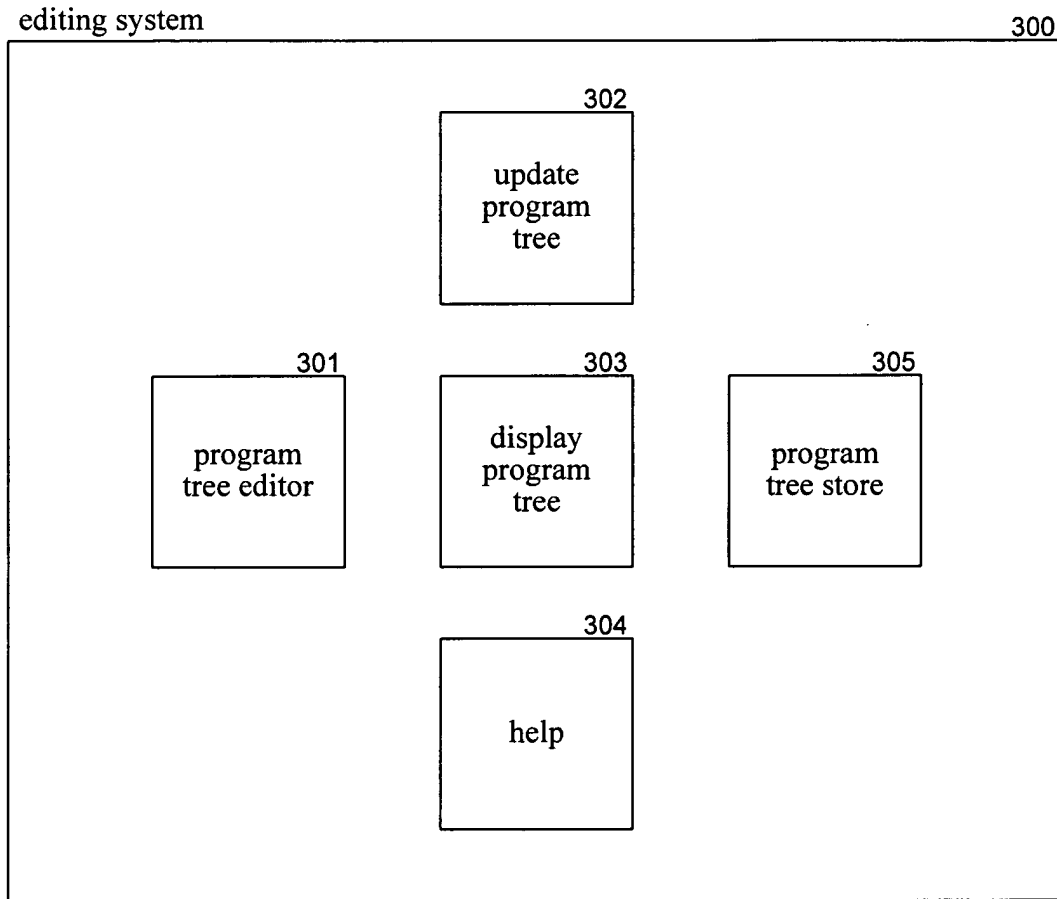 editing system 300
302
update
program
tree
301
program
tree editor
303
display
program
tree
305
program
tree store
304
help